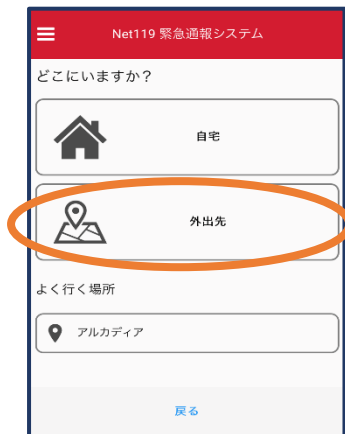 Net119 緊急通報システム
どこにいますか？
自宅
外出先
よく行く場所
アルカディア
戻る